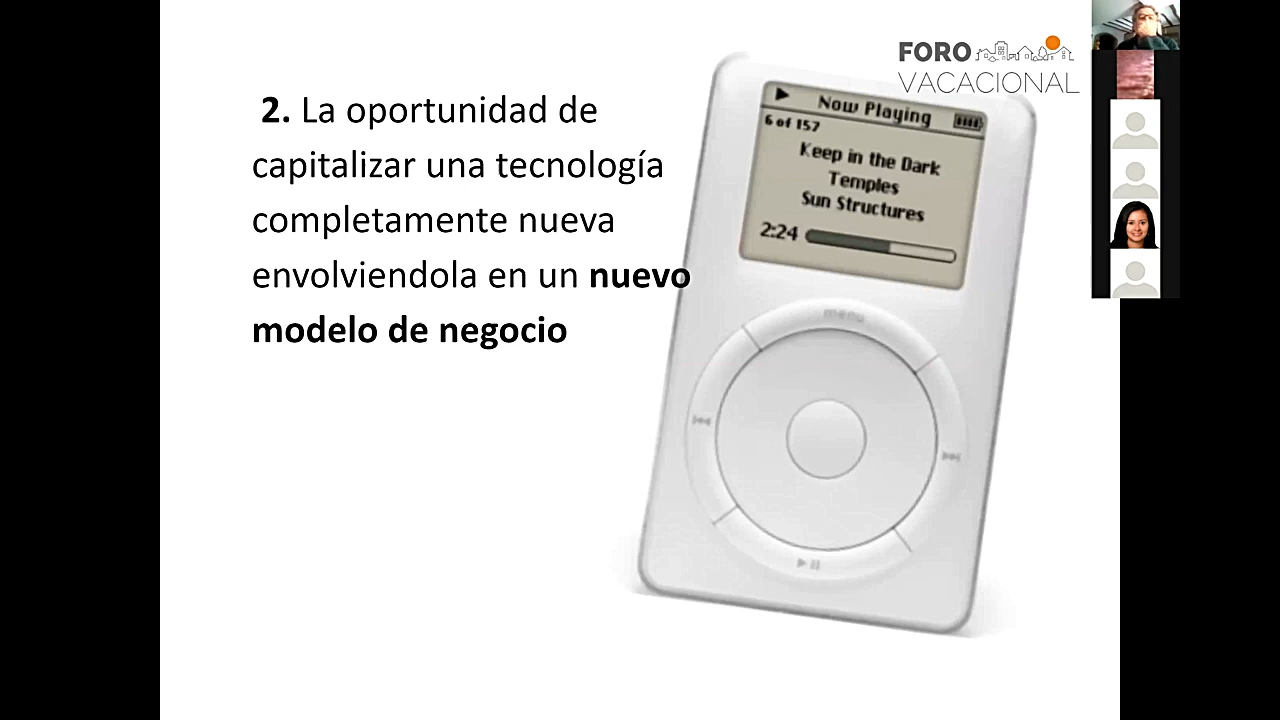 FORO
VACACIONAL
2. La oportunidad de
capitalizar una tecnología
completamente nueva
envolviendola en un nuevo
modelo de negocio
Now Playing
6 of 157
Keep in the Dark
Temples
Sun Structures
2:24
menu